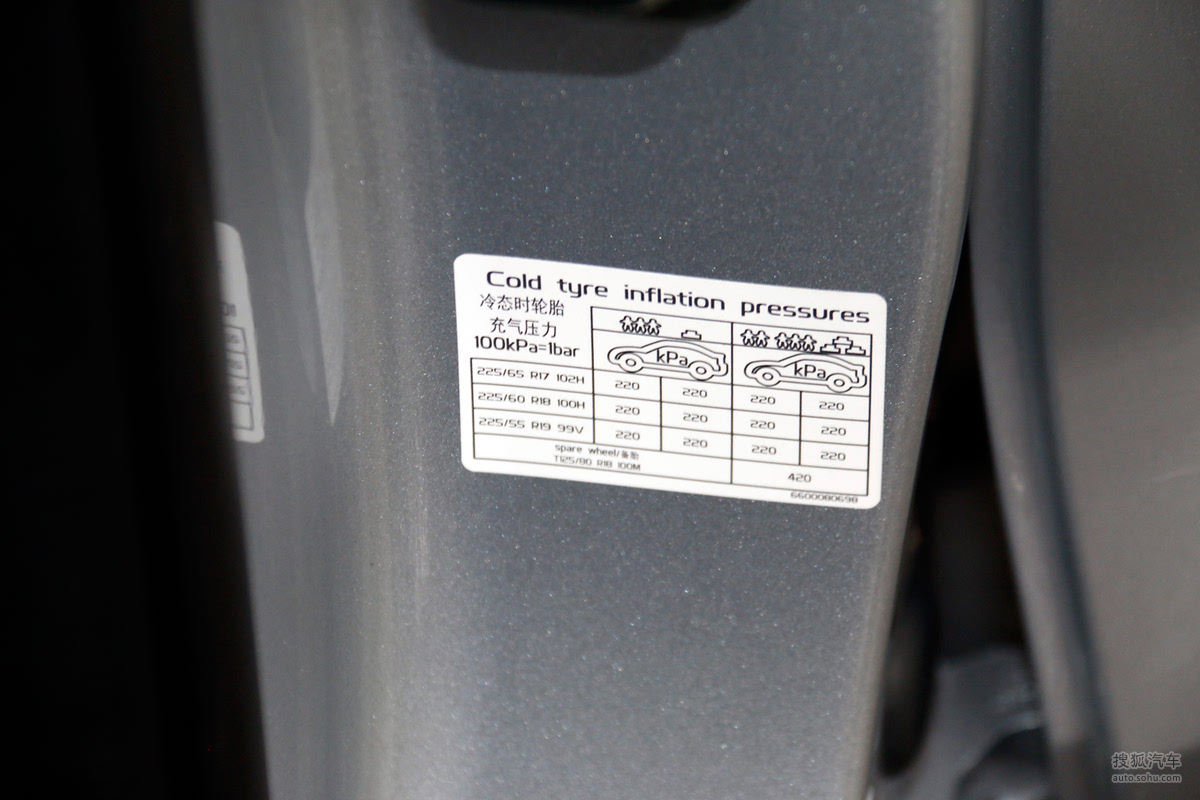 Cold tyre inflation pressures
冷态时轮胎
充气压力
100kPa=1bar
kPa kPa
225/65 R17 102H 220 220 220 220
225/60 R18 100H 220 220 220 220
225/55 R19 99V 220 220 220 220
spare wheel/备胎
T125/80 R18 100M 420
6600080698
搜狐汽车
auto.sohu.com